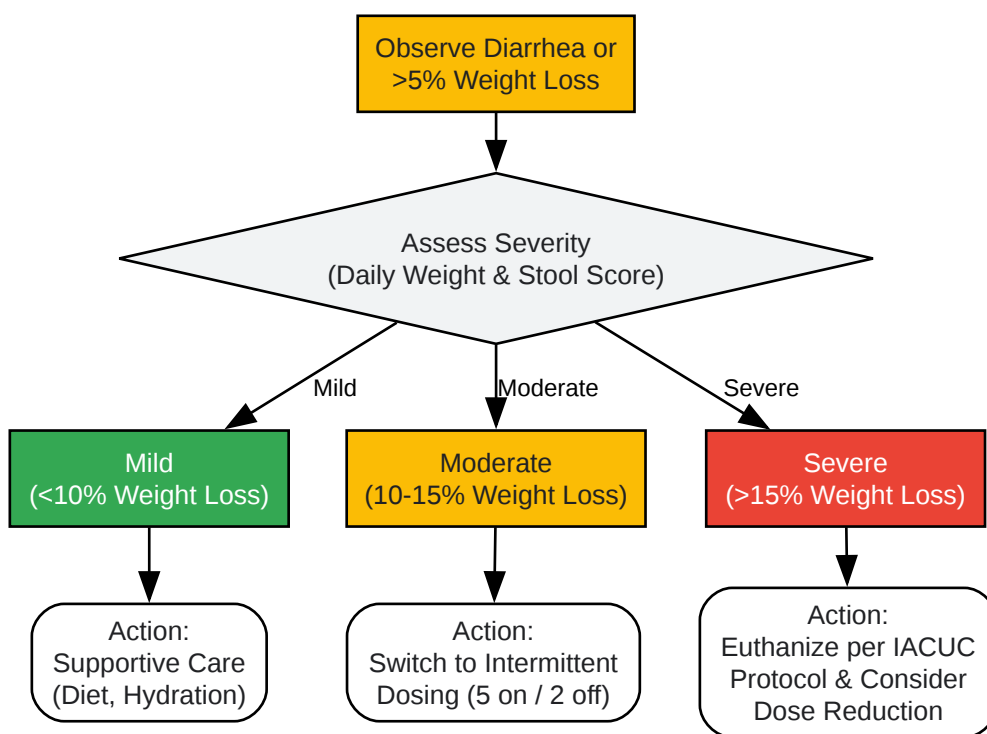 Observe Diarrhea or
>5% Weight Loss
Assess Severity
(Daily Weight & Stool Score)
Mild
Moderate
Severe
Mild
(<10% Weight Loss)
Moderate
(10-15% Weight Loss)
Severe
(>15% Weight Loss)
Action:
Supportive Care
(Diet, Hydration)
Action:
Switch to Intermittent
Dosing (5 on / 2 off)
Action:
Euthanize per IACUC
Protocol & Consider
Dose Reduction